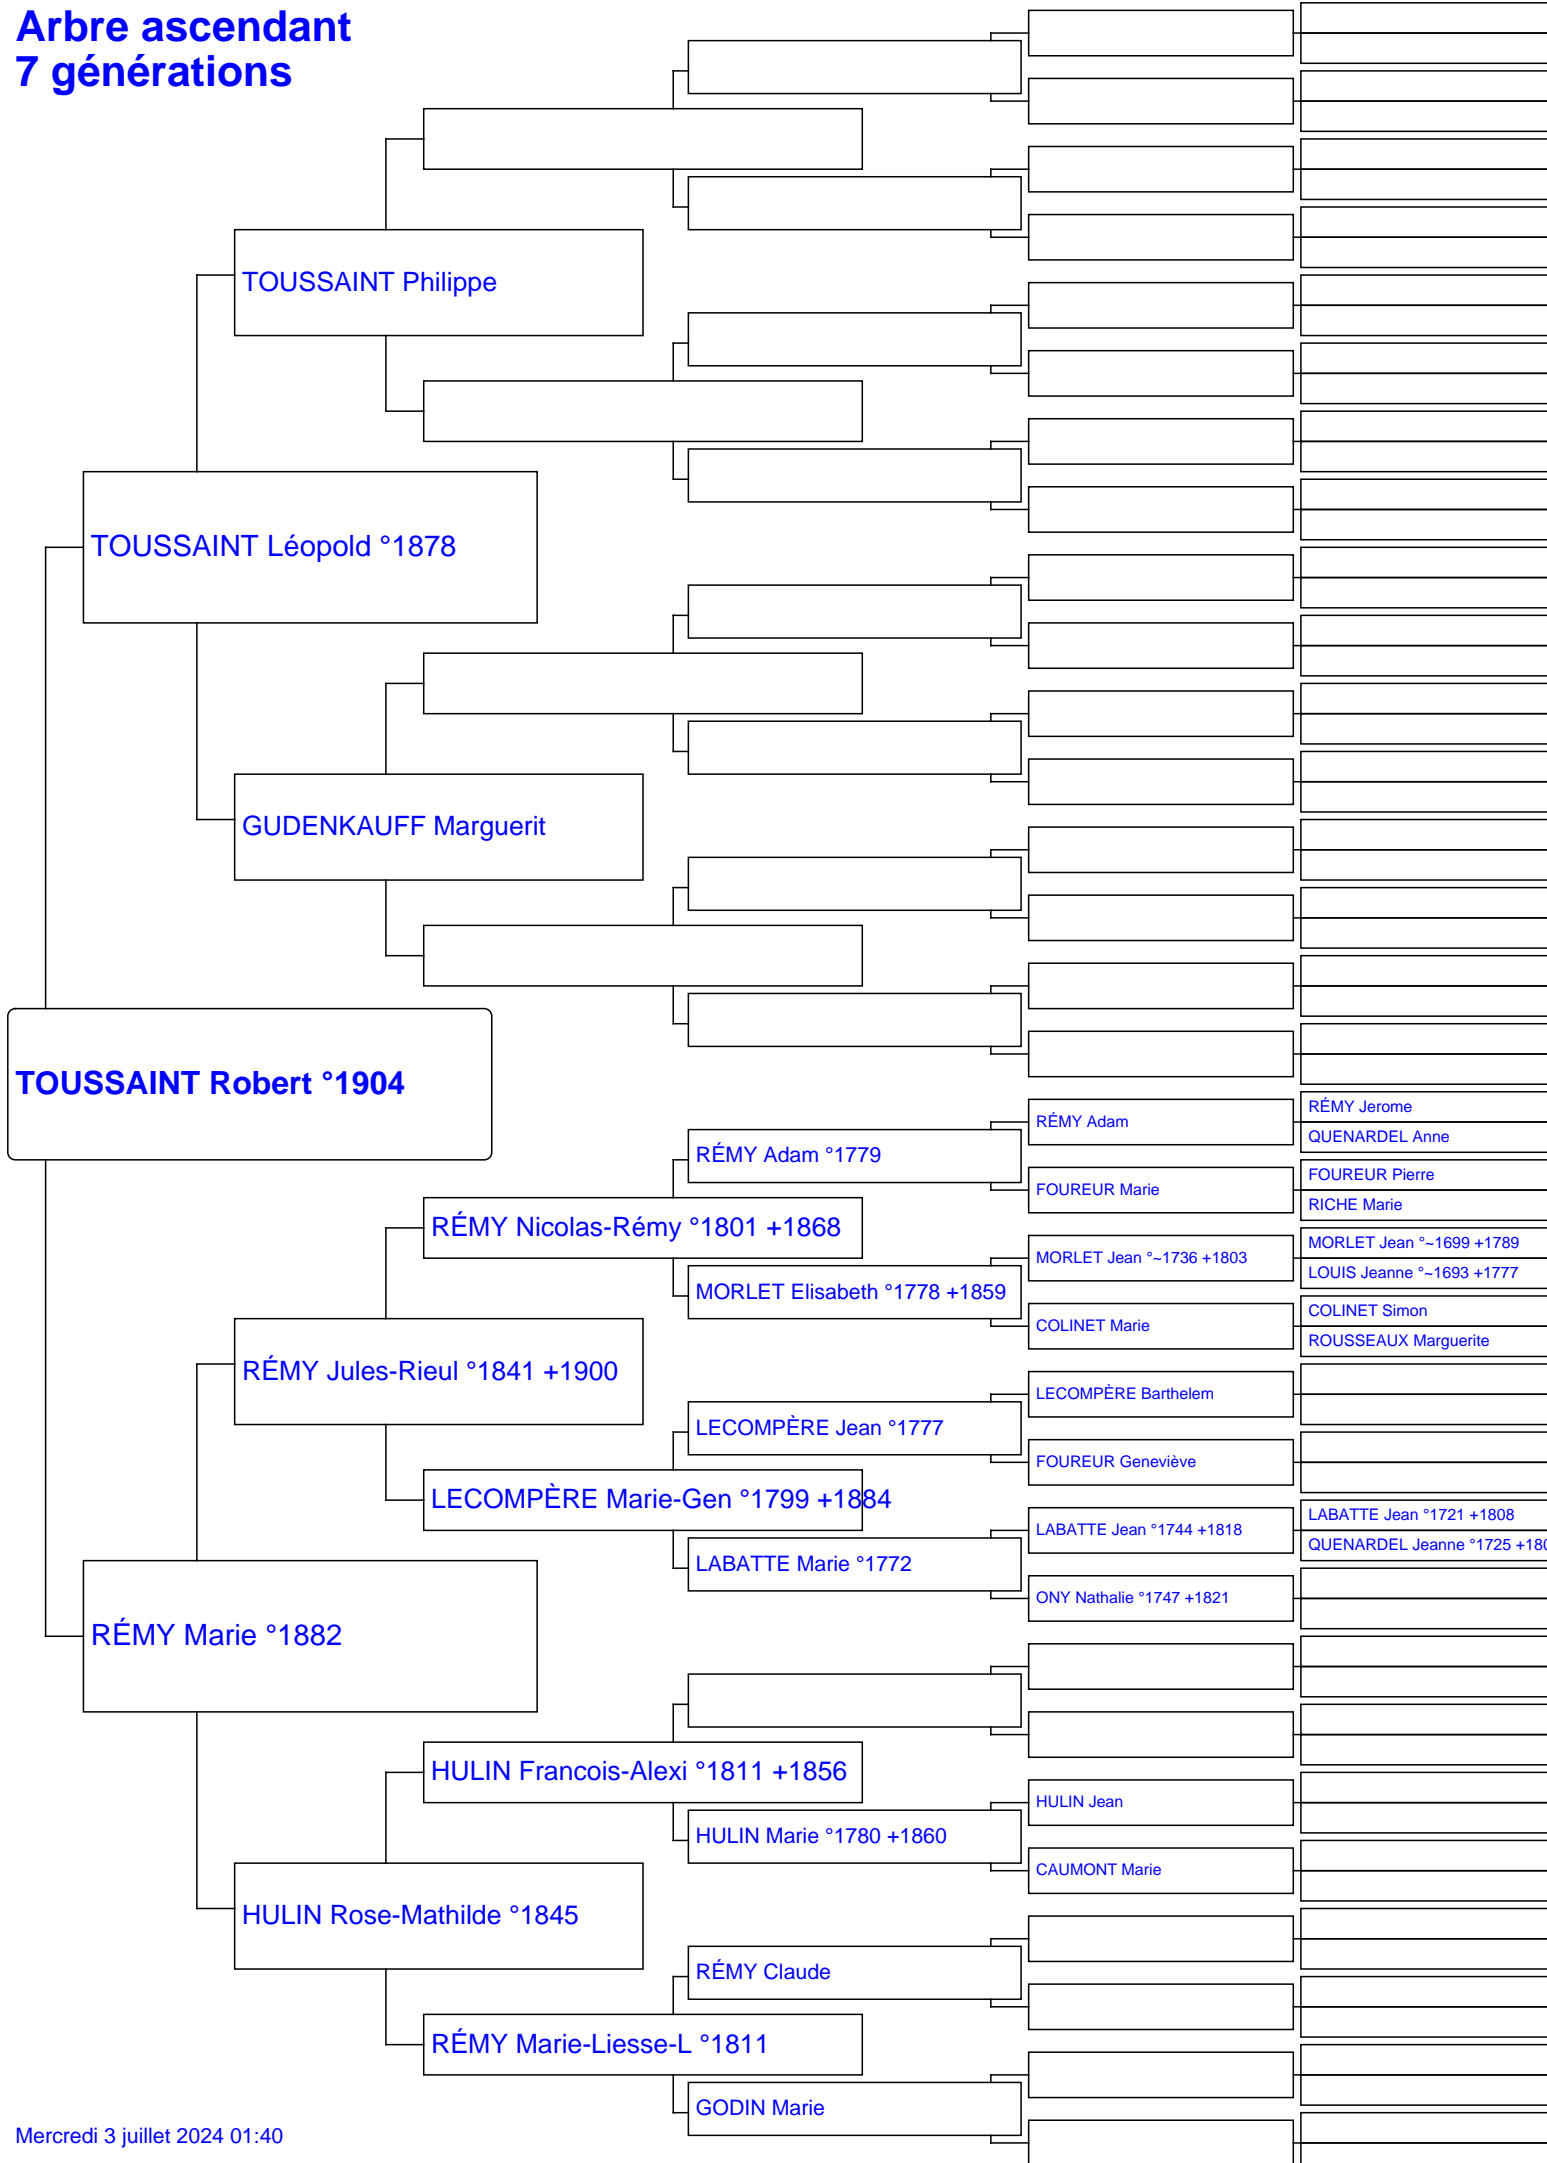 Arbre ascendant
7 générations
TOUSSAINT Philippe
TOUSSAINT Léopold °1878
GUDENKAUFF Marguerit
TOUSSAINT Robert °1904
RÉMY Adam °1779
RÉMY Adam
RÉMY Jerome
QUENARDEL Anne
FOUREUR Marie
FOUREUR Pierre
RICHE Marie
RÉMY Nicolas-Rémy °1801 +1868
MORLET Elisabeth °1778 +1859
MORLET Jean °~1736 +1803
MORLET Jean °~1699 +1789
LOUIS Jeanne °~1693 +1777
COLINET Marie
COLINET Simon
ROUSSEAUX Marguerite
RÉMY Jules-Rieul °1841 +1900
LECOMPÈRE Jean °1777
LECOMPÈRE Barthelem
FOUREUR Geneviève
LECOMPÈRE Marie-Gen °1799 +1884
LABATTE Marie °1772
LABATTE Jean °1744 +1818
LABATTE Jean °1721 +1808
QUENARDEL Jeanne °1725
ONY Nathalie °1747 +1821
RÉMY Marie °1882
HULIN Francois-Alexi °1811 +1856
HULIN Marie °1780 +1860
HULIN Jean
CAUMONT Marie
HULIN Rose-Mathilde °1845
RÉMY Claude
RÉMY Marie-Liesse-L °1811
GODIN Marie
Mercredi 3 juillet 2024 01:40